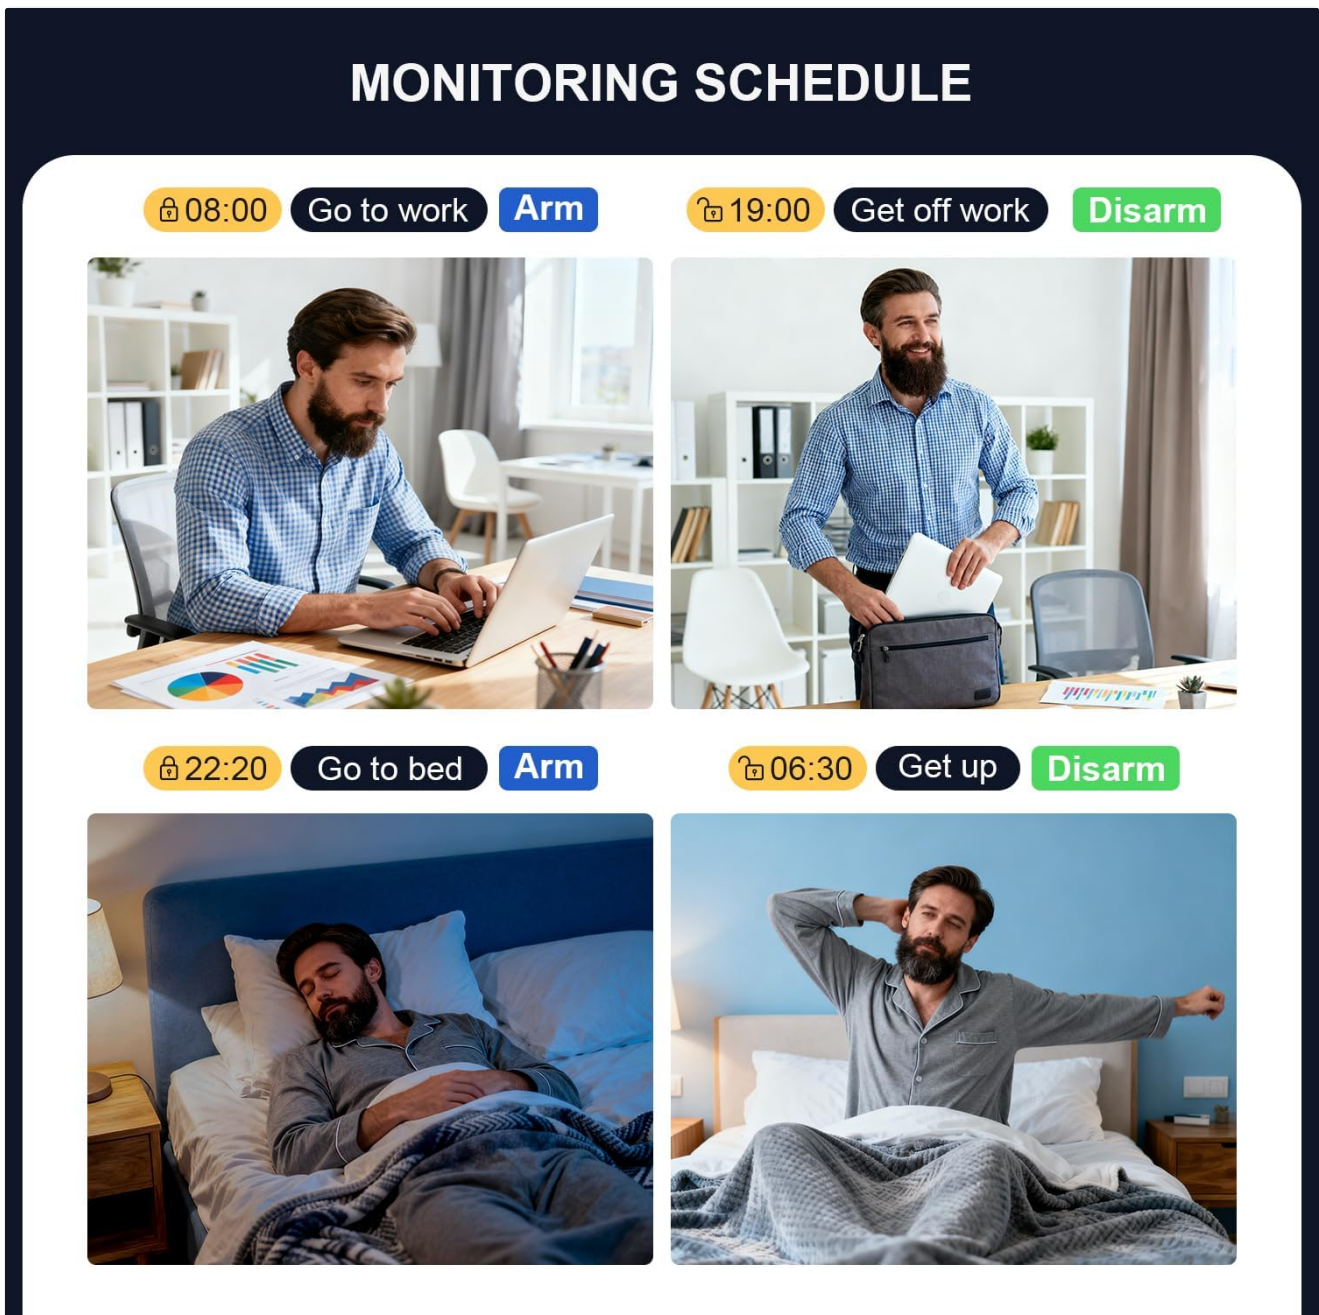 MONITORING SCHEDULE
08:00 Go to work Arm
19:00 Get off work Disarm
22:20 Go to bed Arm
06:30 Get up Disarm